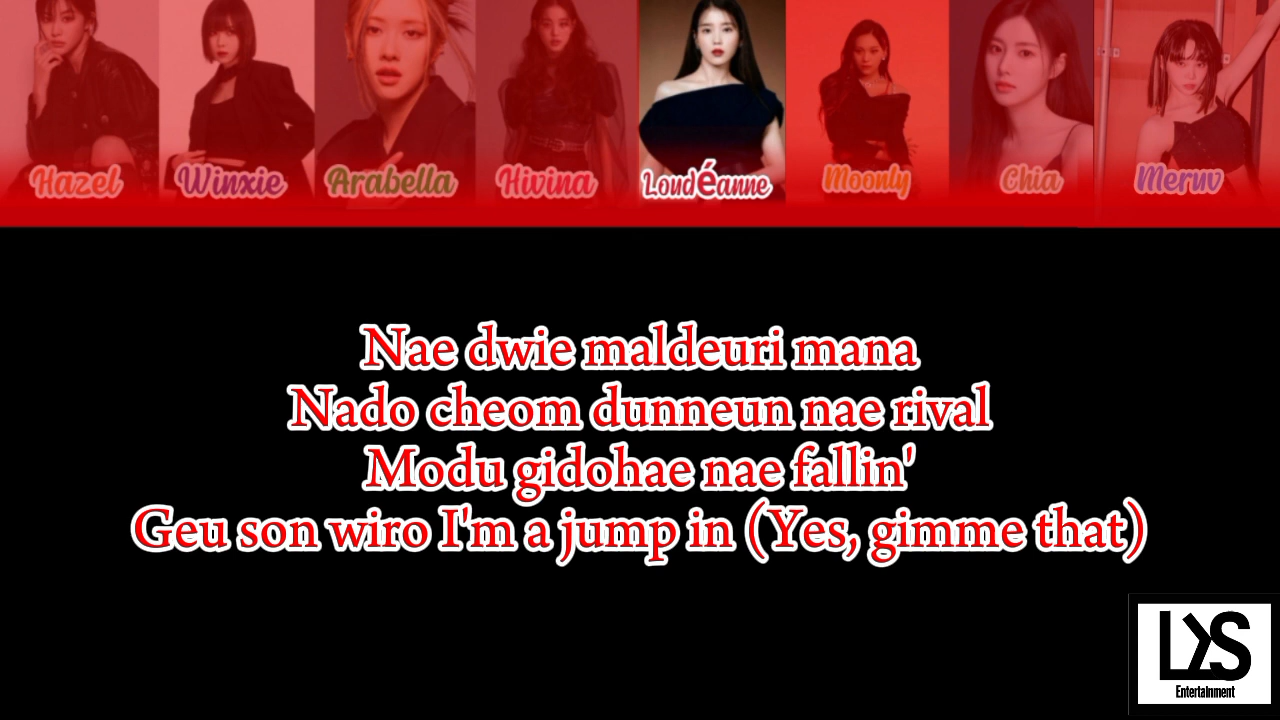 Hazel
Winxie
Arabella
Hivina
Loudéanne
Moonly
Chia
Meruv
Nae dwie maldeuri mana
Nado cheom dunneun nae rival
Modu gidohae nae fallin'
Geu son wiro I'm a jump in (Yes, gimme that)
LXS
Entertainment